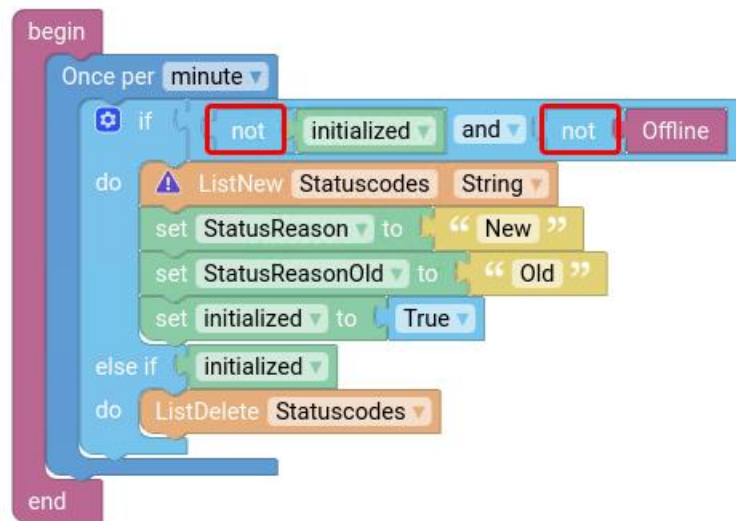 begin
Once per minute
if not initialized and not Offline
do ListNew Statuscodes String
set StatusReason to “ New ”
set StatusReasonOld to “ Old ”
set initialized to True
else if initialized
do ListDelete Statuscodes
end